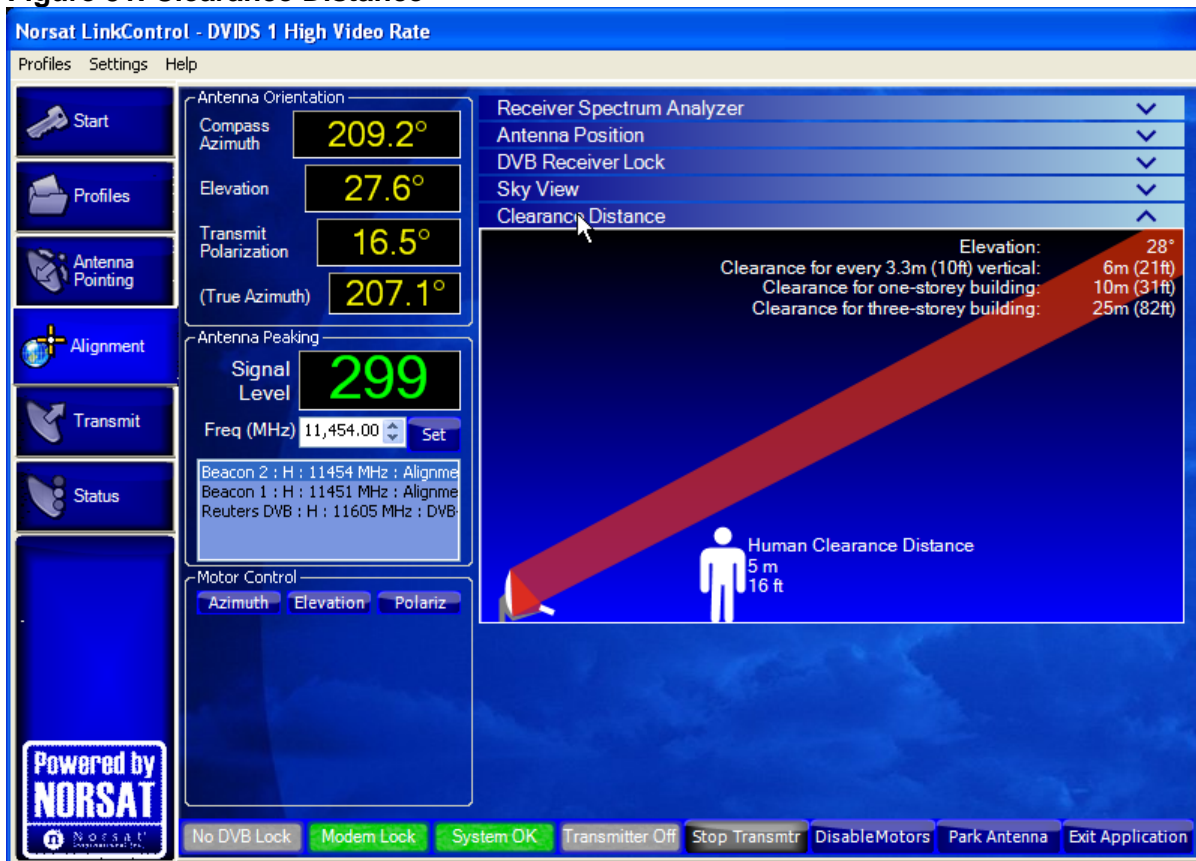 Figure 31: Clearance Distance
Norsat LinkControl - DVIDS 1 High Video Rate
Profiles Settings Help
Start
Profiles
Antenna Pointing
Alignment
Transmit
Status
Powered by
NORSAT
Norsat
Antenna Orientation
Compass Azimuth 209.2°
Elevation 27.6°
Transmit Polarization 16.5°
(True Azimuth) 207.1°
Antenna Peaking
Signal Level 299
Freq (MHz) 11,454.00 Set
Beacon 2 : H : 11454 MHz : Alignme
Beacon 1 : H : 11451 MHz : Alignme
Reuters DVB : H : 11605 MHz : DVB-
Motor Control
Azimuth Elevation Polariz
Receiver Spectrum Analyzer
Antenna Position
DVB Receiver Lock
Sky View
Clearance Distance
Elevation: 28°
Clearance for every 3.3m (10ft) vertical: 6m (21ft)
Clearance for one-storey building: 10m (31ft)
Clearance for three-storey building: 25m (82ft)
Human Clearance Distance
5 m
16 ft
No DVB Lock Modem Lock System OK Transmitter Off Stop Transmtr DisableMotors Park Antenna Exit Application